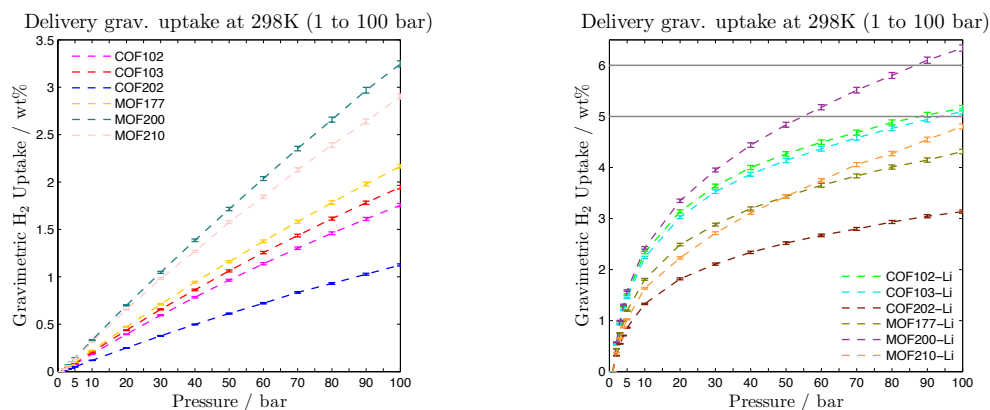 Delivery grav. uptake at 298K (1 to 100 bar)
Gravimetric H₂ Uptake / wt%
3.5
3
2.5
2
1.5
1
0.5
0
COF102
COF103
COF202
MOF177
MOF200
MOF210
1 5 10 20 30 40 50 60 70 80 90 100
Pressure / bar
Delivery grav. uptake at 298K (1 to 100 bar)
Gravimetric H₂ Uptake / wt%
6
5
4
3
2
1
0
COF102-Li
COF103-Li
COF202-Li
MOF177-Li
MOF200-Li
MOF210-Li
1 5 10 20 30 40 50 60 70 80 90 100
Pressure / bar